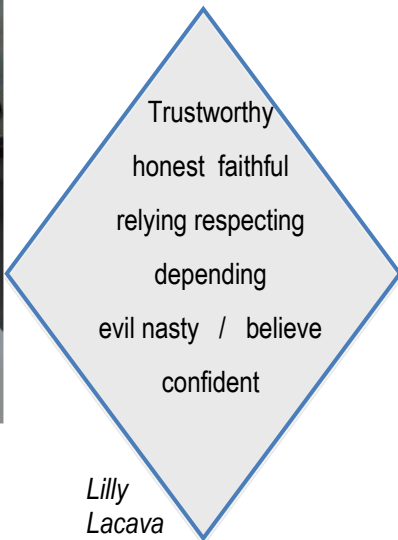 Trustworthy
honest faithful
relying respecting
depending
evil nasty / believe
confident
Lilly
Lacava